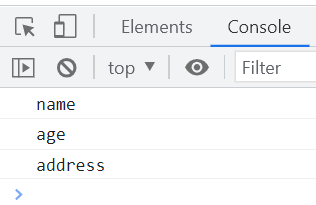 Elements Console
top ▼ Filter
name
age
address